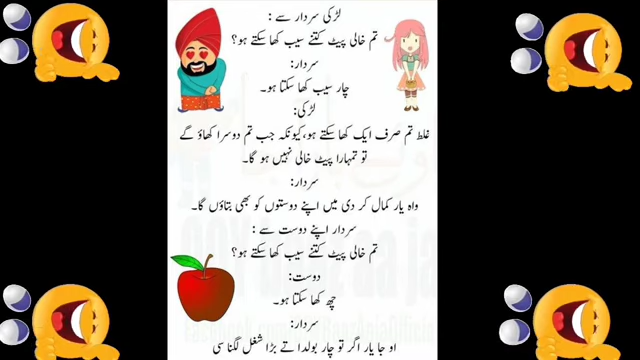 لڑکی سردار سے :
تم خالی پیٹ کتنے سیب کھا سکتے ہو؟
سردار:
چار سیب کھا سکتا ہو۔
لڑکی:
غلط تم صرف ایک کھا سکتے ہو، کیونکہ جب تم دوسرا کھاؤ گے
تو تمہارا پیٹ خالی نہیں ہو گا۔
سردار:
واہ یار کمال کر دی میں اپنے دوستوں کو بھی بتاؤں گا۔
سردار اپنے دوست سے :
تم خالی پیٹ کتنے سیب کھا سکتے ہو؟
دوست:
چھ کھا سکتا ہو۔
سردار:
او جا یار اگر تو چار بولدا تے بڑا شغل لگنا سی